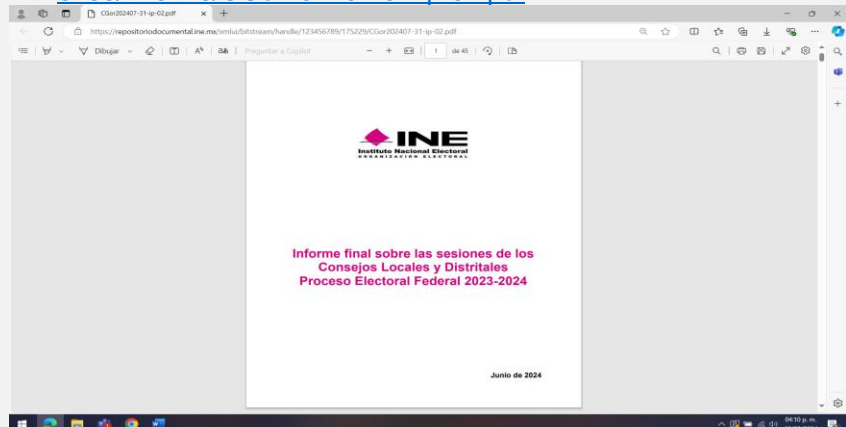 CGor202407-31-ip-02.pdf
https://repositoriodocumental.ine.mx/xmlui/bitstream/handle/123456789/175229/CGor202407-31-ip-02.pdf
Dibujar
Preguntar a Copilot
1 de 45
INE
Instituto Nacional Electoral
ORGANIZACIÓN ELECTORAL
Informe final sobre las sesiones de los
Consejos Locales y Distritales
Proceso Electoral Federal 2023-2024
Junio de 2024
04:10 p. m.